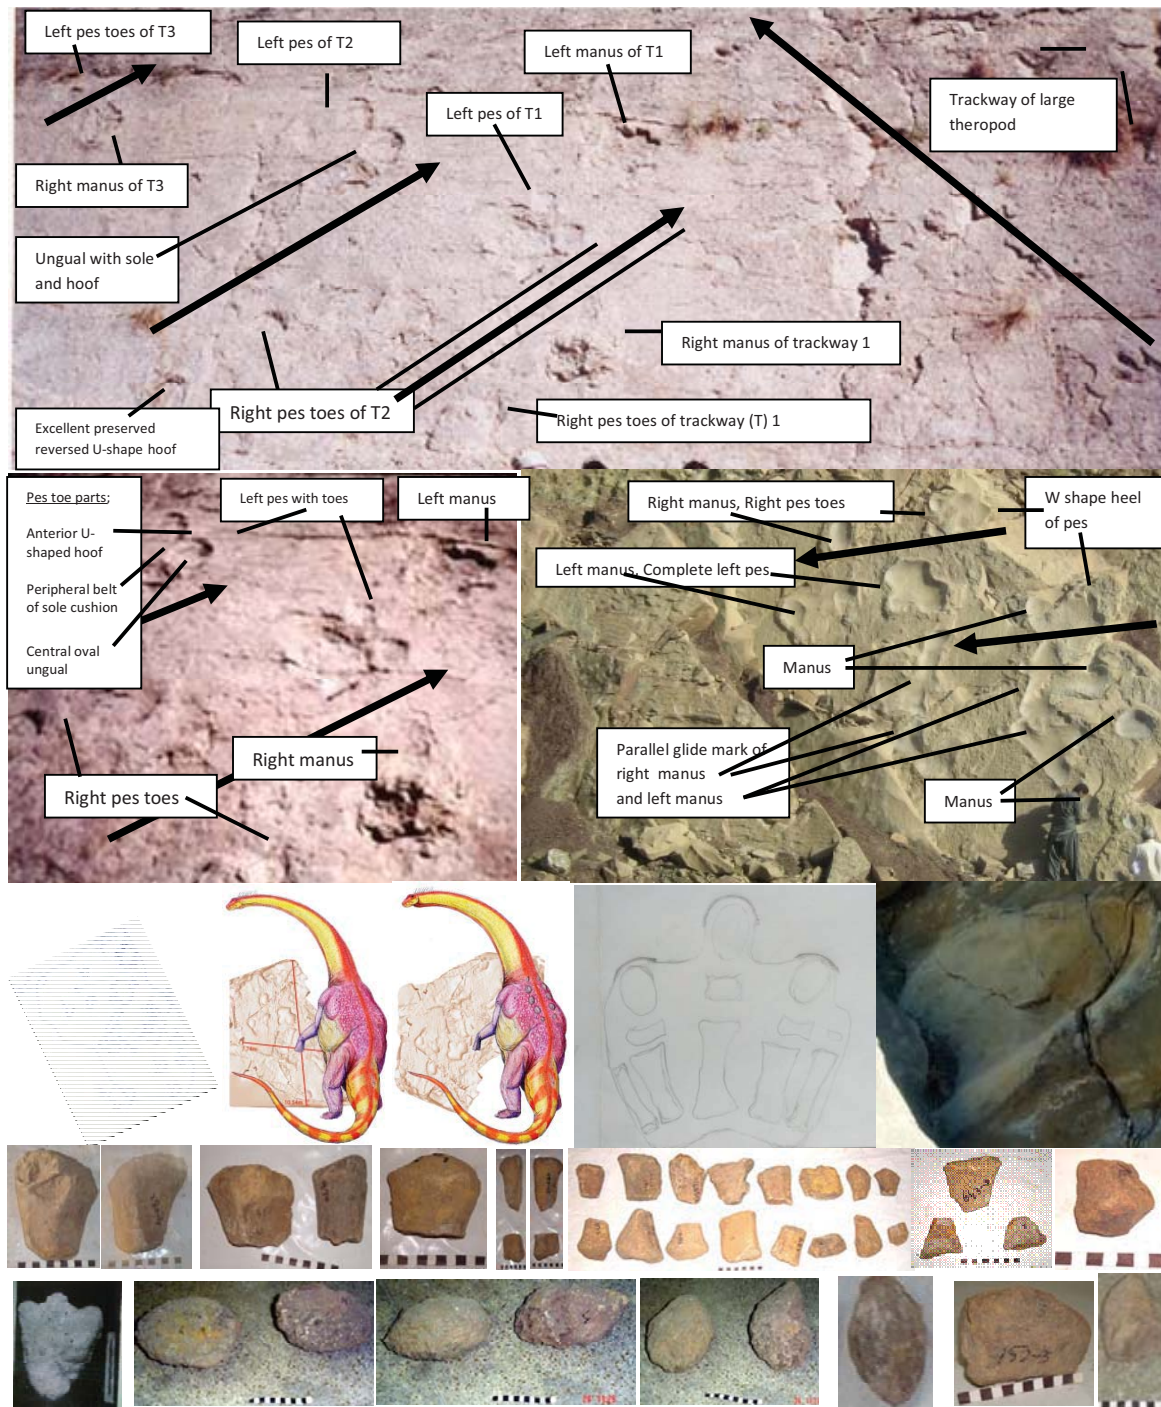 Left pes toes of T3
Left pes of T2
Left manus of T1
Trackway of large
theropod
Left pes of T1
Right manus of T3
Ungual with sole
and hoof
Right manus of trackway 1
Right pes toes of T2
Right pes toes of trackway (T) 1
Excellent preserved
reversed U-shape hoof
Pes toe parts;
Anterior U-
shaped hoof
Peripheral belt
of sole cushion
Central oval
ungual
Left pes with toes
Left manus
Right manus
Right pes toes
Right manus, Right pes toes
W shape heel
of pes
Left manus, Complete left pes
Manus
Parallel glide mark of
right manus
and left manus
Manus